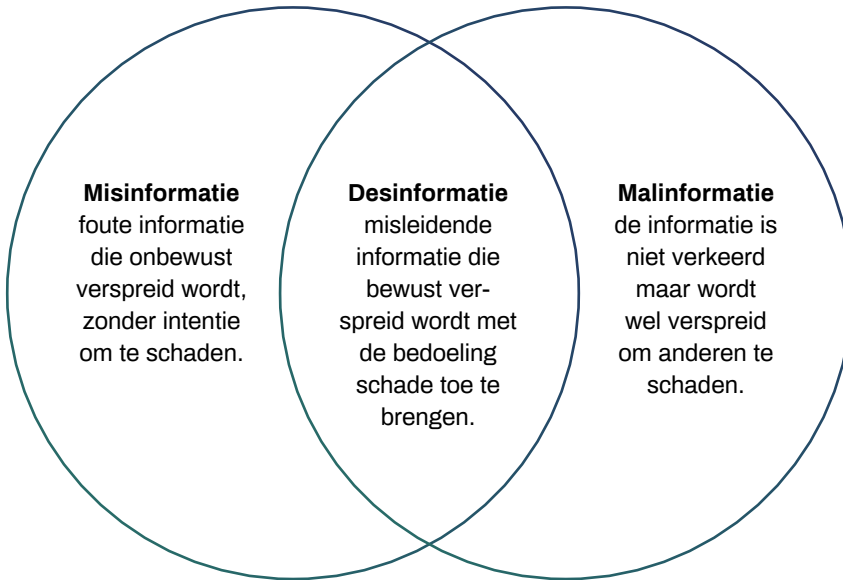 Misinformatie
foute informatie
die onbewust
verspreid wordt,
zonder intentie
om te schaden.
Desinformatie
misleidende
informatie die
bewust ver-
spreid wordt met
de bedoeling
schade toe te
brengen.
Malinformatie
de informatie is
niet verkeerd
maar wordt
wel verspreid
om anderen te
schaden.